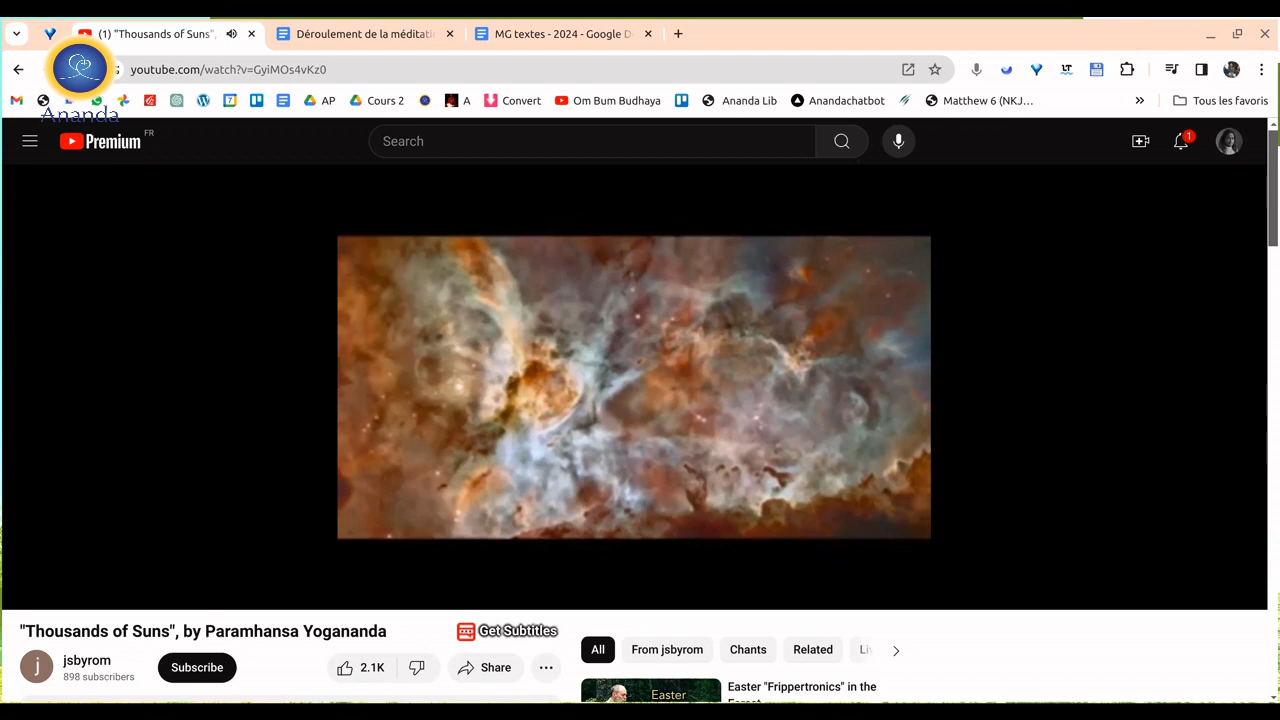 (1) "Thousands of Suns",
Déroulement de la méditati
MG textes - 2024 - Google D
youtube.com/watch?v=GyiMOs4vKz0
AP
Cours 2
A
Convert
Om Bum Budhaya
Ananda Lib
Anandachatbot
Matthew 6 (NKJ...
Tous les favoris
Ananda
Premium FR
Search
1
"Thousands of Suns", by Paramhansa Yogananda
Get Subtitles
j
jsbyrom
898 subscribers
Subscribe
2.1K
Share
All
From jsbyrom
Chants
Related
Easter
Easter "Frippertronics" in the